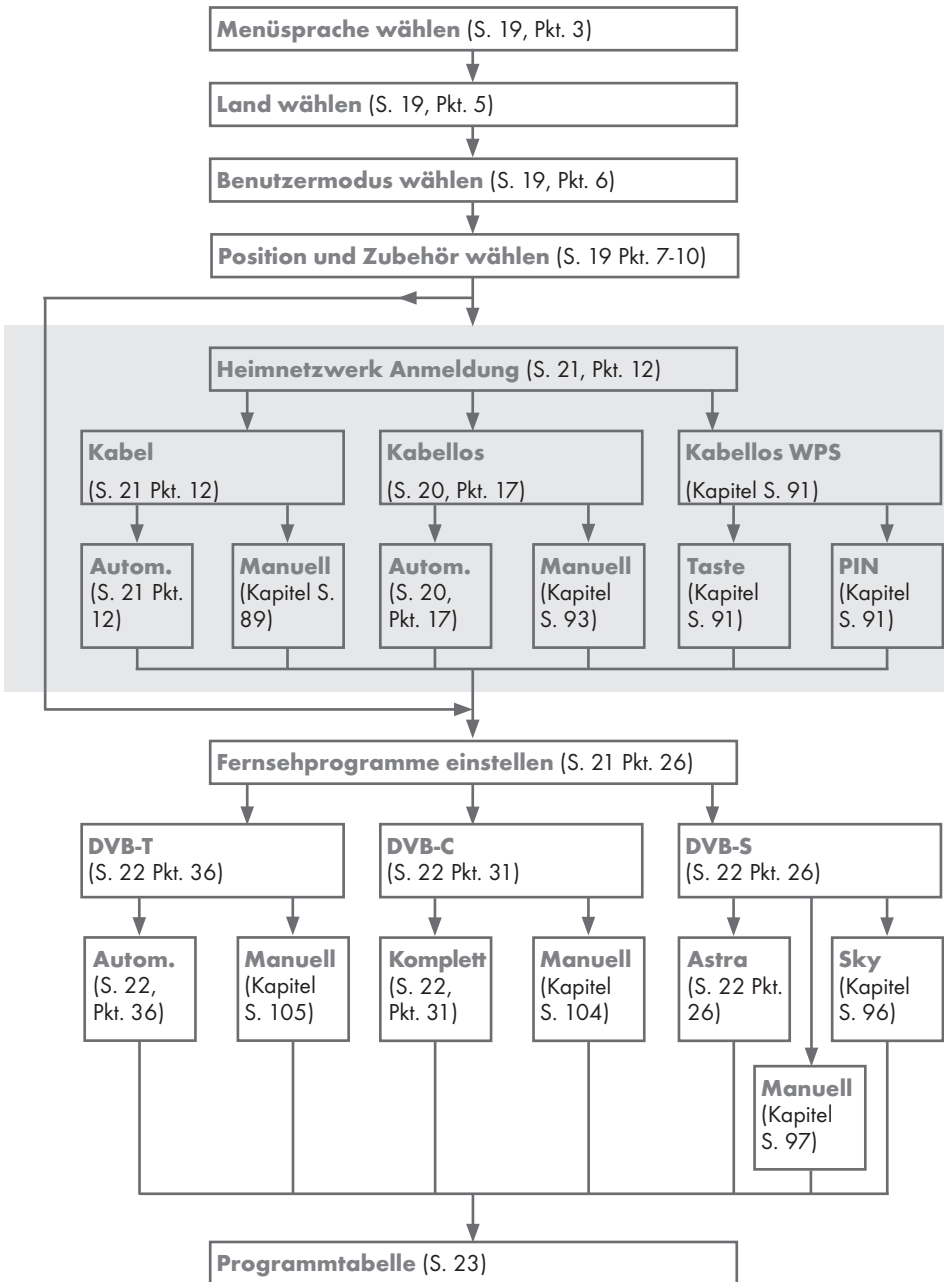 Menüsprache wählen (S. 19, Pkt. 3)
Land wählen (S. 19, Pkt. 5)
Benutzermodus wählen (S. 19, Pkt. 6)
Position und Zubehör wählen (S. 19 Pkt. 7-10)
Heimnetzwerk Anmeldung (S. 21, Pkt. 12)
Kabel
(S. 21 Pkt. 12)
Kabellos
(S. 20, Pkt. 17)
Kabellos WPS
(Kapitel S. 91)
Autom.
(S. 21 Pkt.
12)
Manuell
(Kapitel S.
89)
Autom.
(S. 20,
Pkt. 17)
Manuell
(Kapitel
S. 93)
Taste
(Kapitel
S. 91)
PIN
(Kapitel
S. 91)
Fernsehprogramme einstellen (S. 21 Pkt. 26)
DVB-T
(S. 22 Pkt. 36)
DVB-C
(S. 22 Pkt. 31)
DVB-S
(S. 22 Pkt. 26)
Autom.
(S. 22,
Pkt. 36)
Manuell
(Kapitel
S. 105)
Komplett
(S. 22,
Pkt. 31)
Manuell
(Kapitel
S. 104)
Astra
(S. 22 Pkt.
26)
Sky
(Kapitel
S. 96)
Manuell
(Kapitel
S. 97)
Programmtabelle (S. 23)